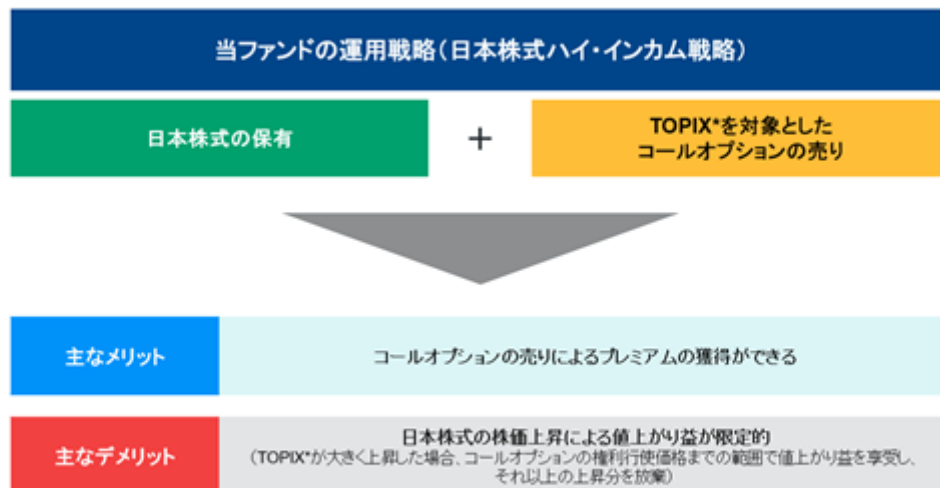 当ファンドの運用戦略（日本株式ハイ・インカム戦略）
日本株式の保有
+
TOPIX*を対象とした
コールオプションの売り
主なメリット
コールオプションの売りによるプレミアムの獲得ができる
主なデメリット
日本株式の株価上昇による値上がり益が限定的
（TOPIX*が大きく上昇した場合、コールオプションの権利行使価格までの範囲で値上がり益を享受し、
それ以上の上昇分を放棄）